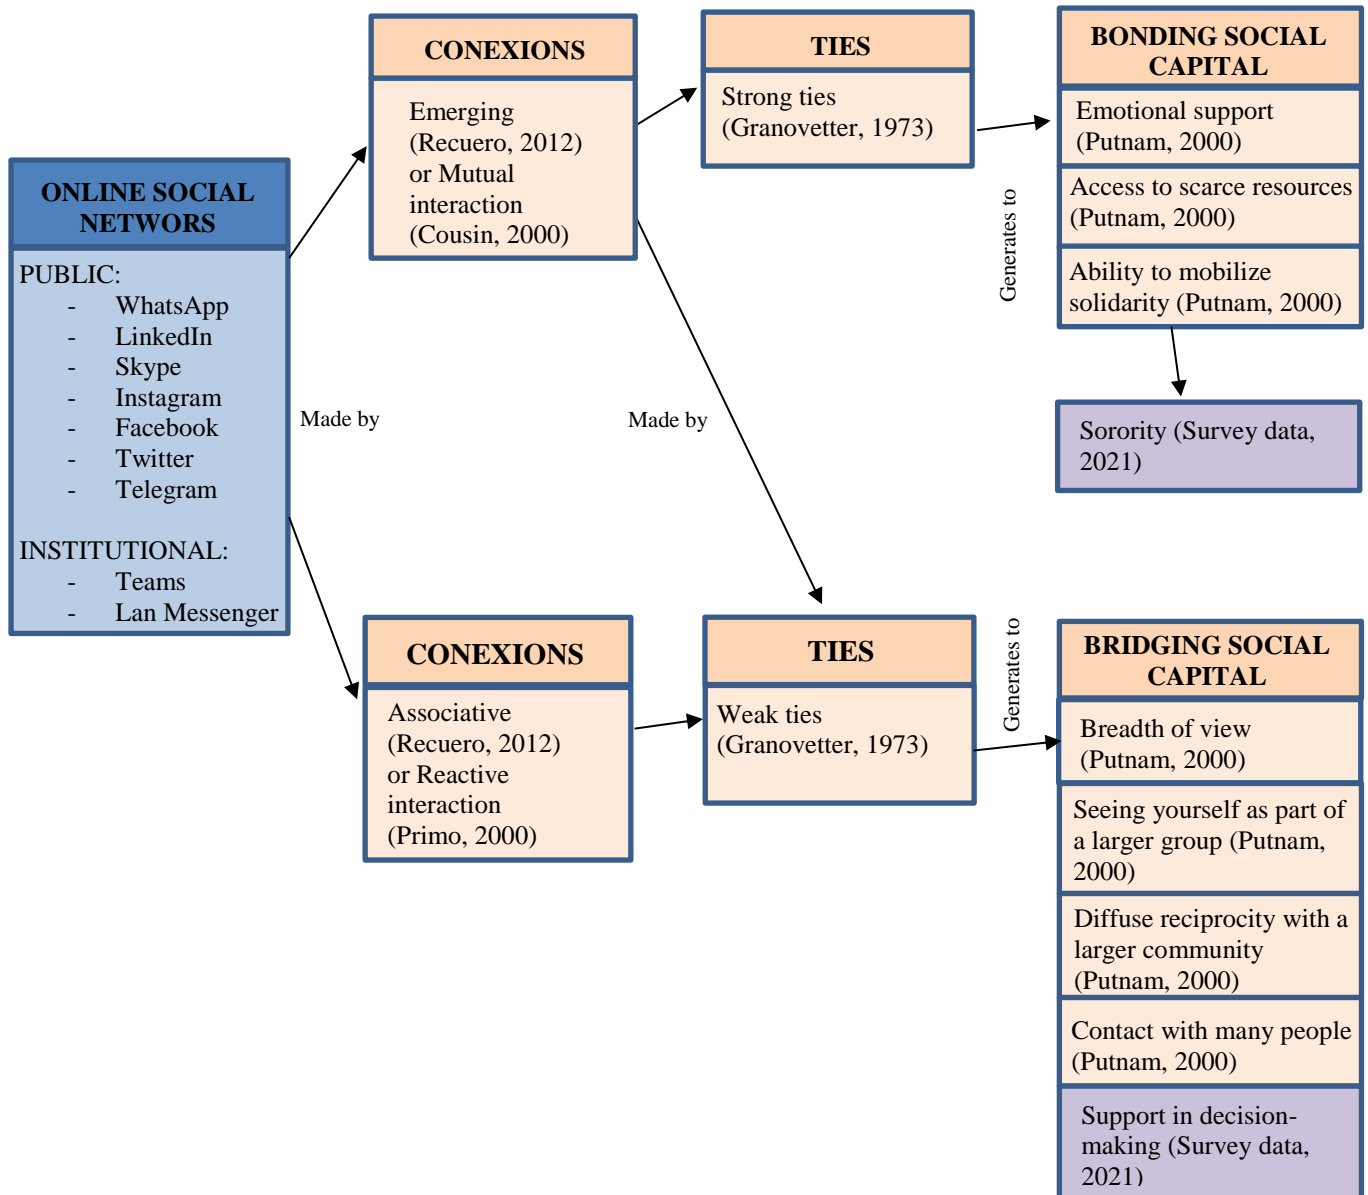 ONLINE SOCIAL
NETWORS
PUBLIC:
- WhatsApp
- LinkedIn
- Skype
- Instagram
- Facebook
- Twitter
- Telegram
INSTITUTIONAL:
- Teams
- Lan Messenger
Made by
CONEXIONS
Emerging
(Recuero, 2012)
or Mutual
interaction
(Cousin, 2000)
CONEXIONS
Associative
(Recuero, 2012)
or Reactive
interaction
(Primo, 2000)
Made by
TIES
Strong ties
(Granovetter, 1973)
TIES
Weak ties
(Granovetter, 1973)
Generates to
Generates to
BONDING SOCIAL
CAPITAL
Emotional support
(Putnam, 2000)
Access to scarce resources
(Putnam, 2000)
Ability to mobilize
solidarity (Putnam, 2000)
Sorority (Survey data,
2021)
BRIDGING SOCIAL
CAPITAL
Breadth of view
(Putnam, 2000)
Seeing yourself as part of
a larger group (Putnam,
2000)
Diffuse reciprocity with a
larger community
(Putnam, 2000)
Contact with many people
(Putnam, 2000)
Support in decision-
making (Survey data,
2021)